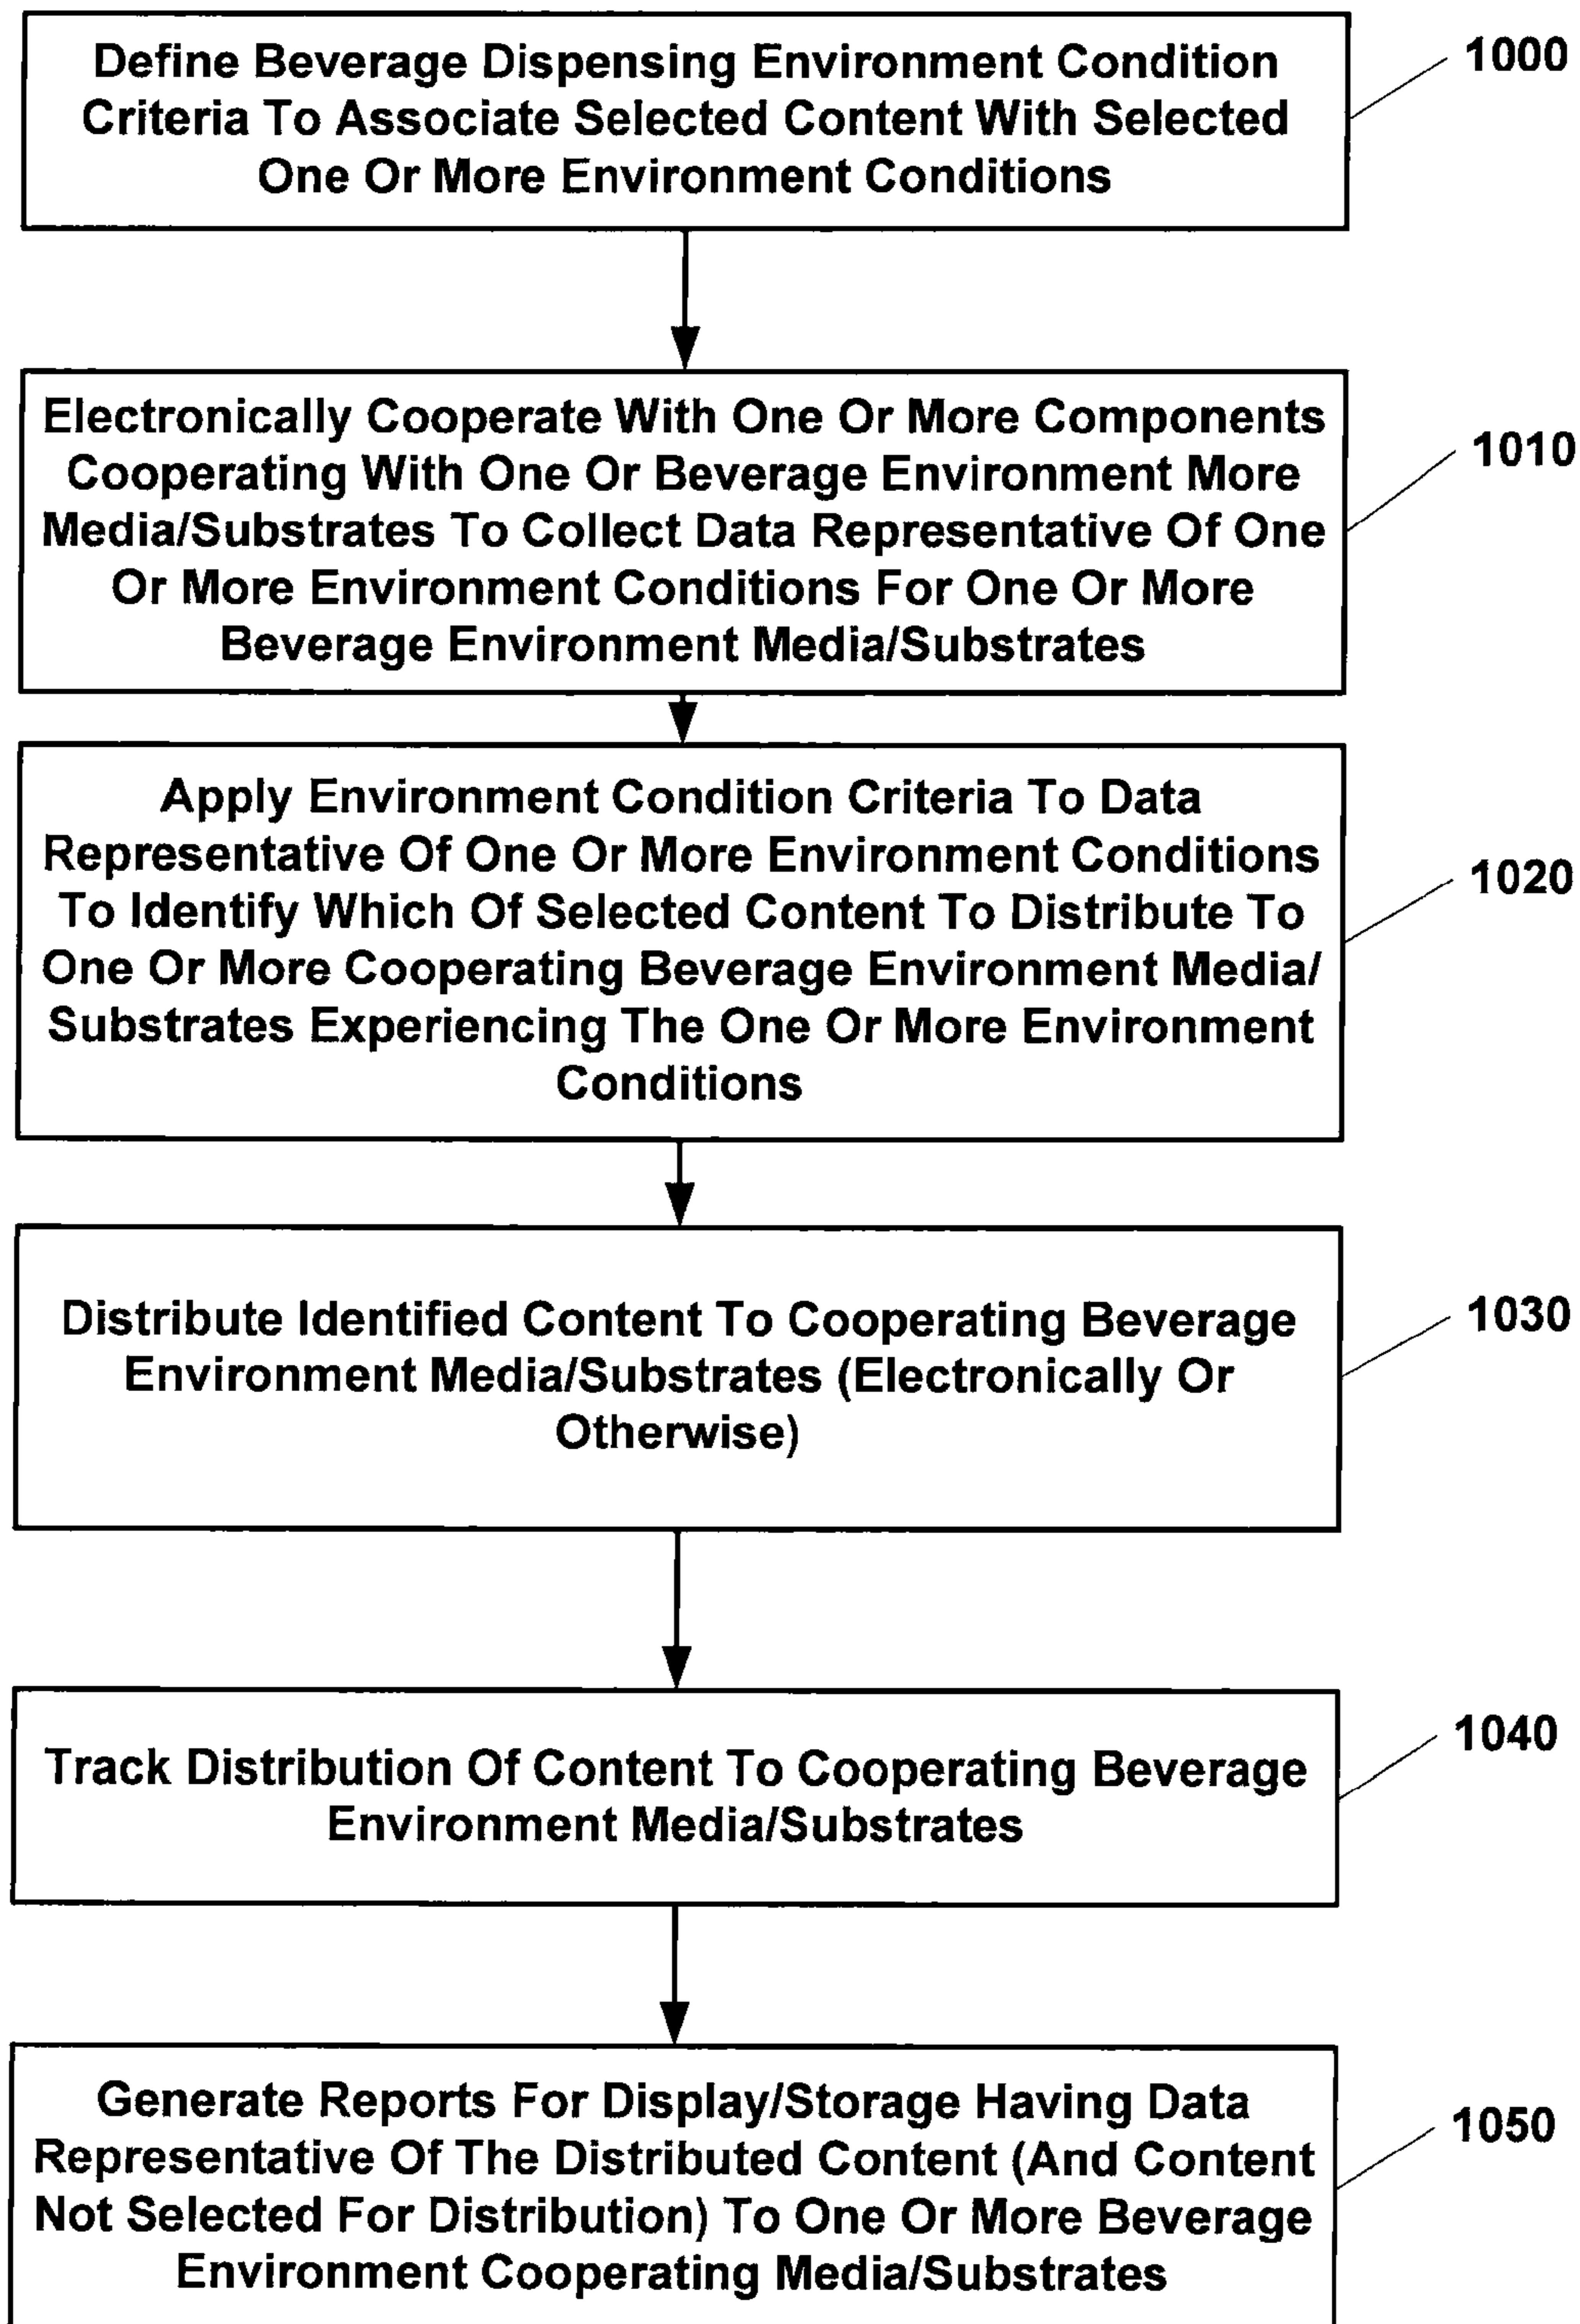 Define Beverage Dispensing Environment Condition
Criteria To Associate Selected Content With Selected
One Or More Environment Conditions
1000
Electronically Cooperate With One Or More Components
Cooperating With One Or Beverage Environment More
Media/Substrates To Collect Data Representative Of One
Or More Environment Conditions For One Or More
Beverage Environment Media/Substrates
1010
Apply Environment Condition Criteria To Data
Representative Of One Or More Environment Conditions
To Identify Which Of Selected Content To Distribute To
One Or More Cooperating Beverage Environment Media/
Substrates Experiencing The One Or More Environment
Conditions
1020
Distribute Identified Content To Cooperating Beverage
Environment Media/Substrates (Electronically Or
Otherwise)
1030
Track Distribution Of Content To Cooperating Beverage
Environment Media/Substrates
1040
Generate Reports For Display/Storage Having Data
Representative Of The Distributed Content (And Content
Not Selected For Distribution) To One Or More Beverage
Environment Cooperating Media/Substrates
1050